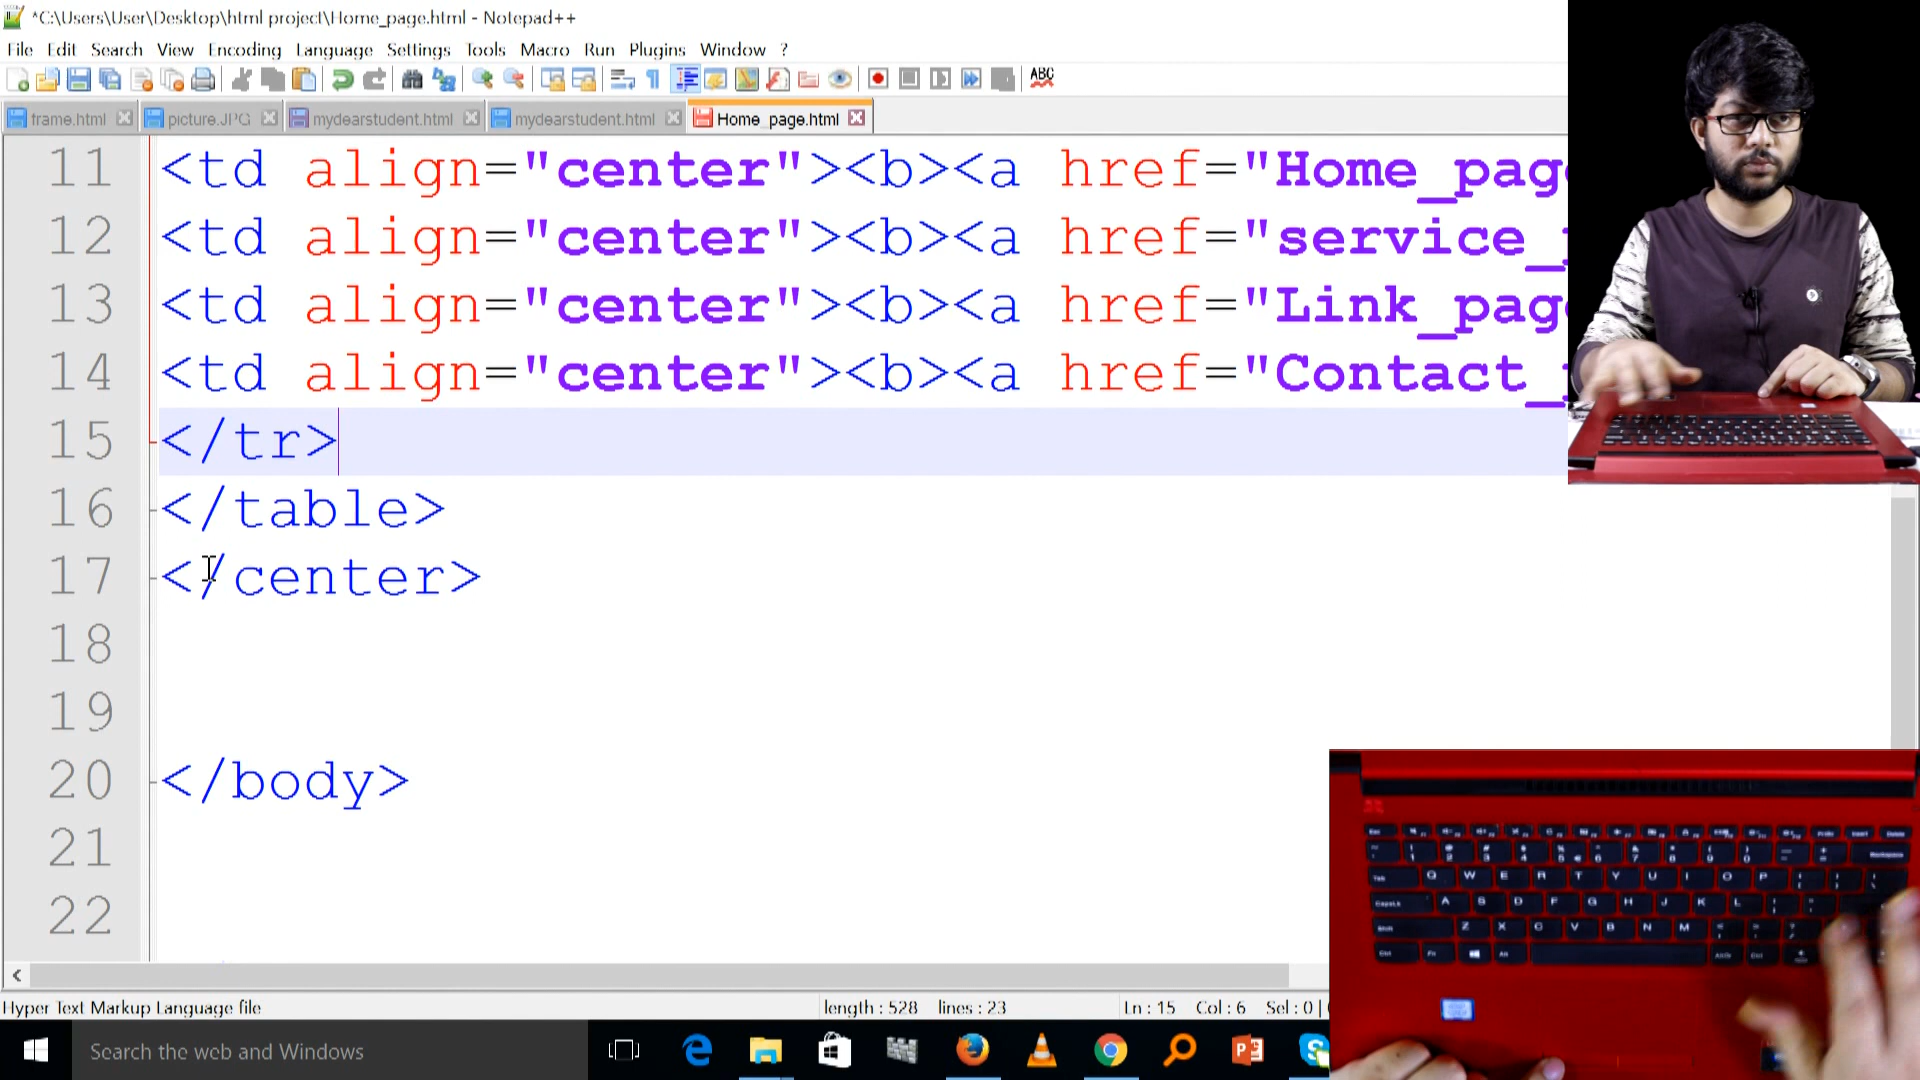 *C:\Users\User\Desktop\html project\Home_page.html - Notepad++
File Edit Search View Encoding Language Settings Tools Macro Run Plugins Window ?
ABC
frame.html picture.JPG mydearstudent.html mydearstudent.html Home_page.html
11 <td align="center"><b><a href="Home_pag
12 <td align="center"><b><a href="service_
13 <td align="center"><b><a href="Link_pag
14 <td align="center"><b><a href="Contact_
15 </tr>
16 </table>
17 </center>
18
19
20 </body>
21
22
Hyper Text Markup Language file length : 528 lines : 23 Ln : 15 Col : 6 Sel : 0 |
Search the web and Windows
Q W E R T Y U I O P
A S D F G H J K L
Z X C V B N M